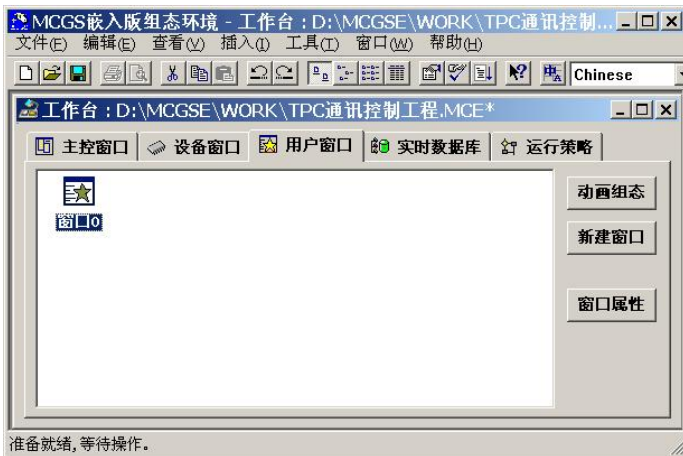 MCGS嵌入版组态环境 - 工作台 : D:\MCGSE\WORK\TPC通讯控制...
文件(F) 编辑(E) 查看(V) 插入(I) 工具(T) 窗口(W) 帮助(H)
Chinese
工作台 : D:\MCGSE\WORK\TPC通讯控制工程.MCE*
主控窗口 设备窗口 用户窗口 实时数据库 运行策略
窗口0
动画组态
新建窗口
窗口属性
准备就绪,等待操作。